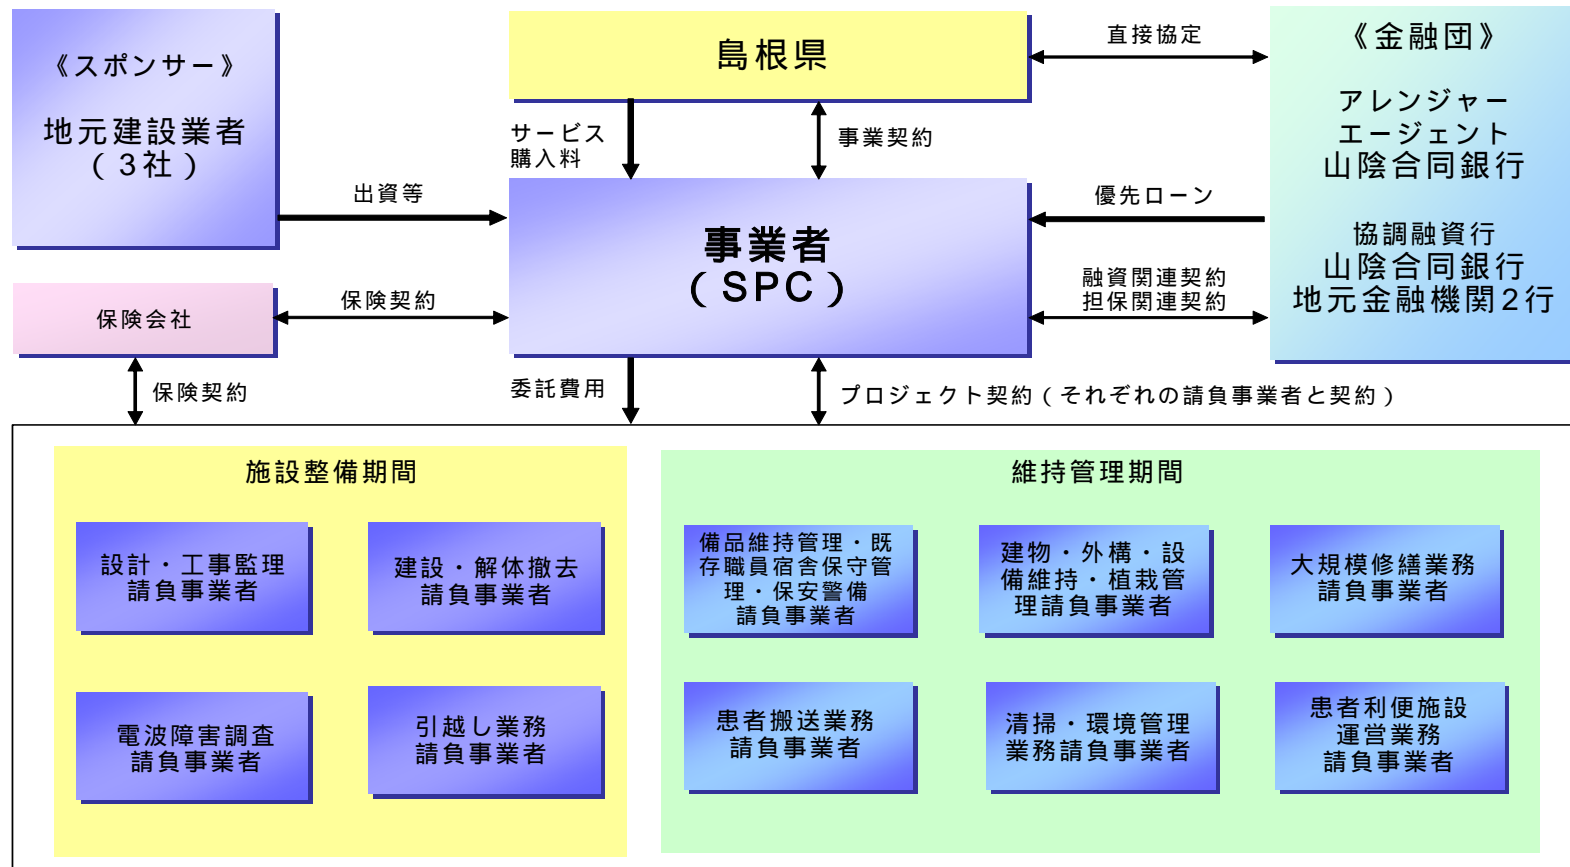 《スポンサー》
地元建設業者
（3社）
島根県
直接協定
《金融団》
アレンジャー
エージェント
山陰合同銀行
協調融資行
山陰合同銀行
地元金融機関2行
サービス
購入料
事業契約
出資等
優先ローン
事業者
（SPC）
保険会社
保険契約
融資関連契約
担保関連契約
保険契約
委託費用
プロジェクト契約（それぞれの請負事業者と契約）
施設整備期間
設計・工事監理
請負事業者
建設・解体撤去
請負事業者
電波障害調査
請負事業者
引越し業務
請負事業者
維持管理期間
備品維持管理・既
存職員宿舎保守管
理・保安警備
請負事業者
建物・外構・設
備維持・植栽管
理請負事業者
大規模修繕業務
請負事業者
患者搬送業務
請負事業者
清掃・環境管理
業務請負事業者
患者利便施設
運営業務
請負事業者